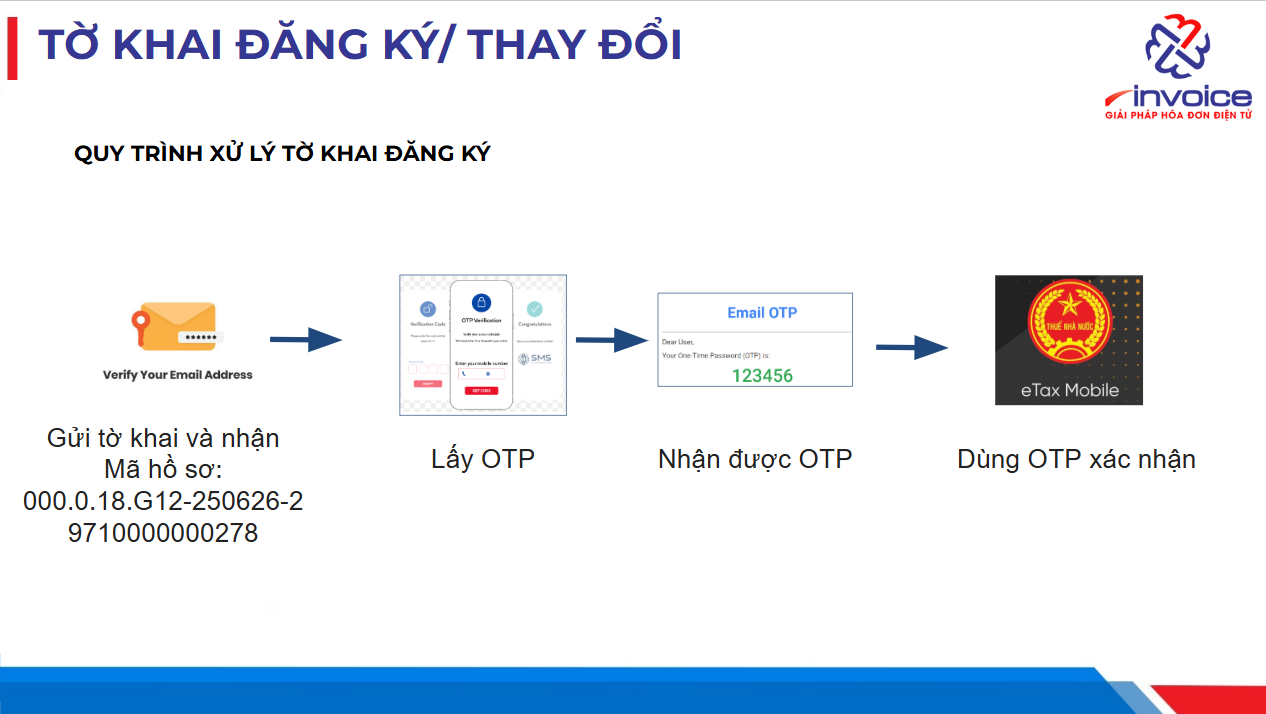 TỜ KHAI ĐĂNG KÝ/ THAY ĐỔI
invoice
GIẢI PHÁP HÓA ĐƠN ĐIỆN TỬ
QUY TRÌNH XỬ LÝ TỜ KHAI ĐĂNG KÝ
Verify Your Email Address
Gửi tờ khai và nhận
Mã hồ sơ:
000.0.18.G12-250626-2
9710000000278
Verification Code
OTP Verification
Congratulations
Enter your mobile number
GET CODE
SMS
Lấy OTP
Email OTP
Dear User,
Your One-Time Password (OTP) is:
123456
Nhận được OTP
THUẾ NHÀ NƯỚC
eTax Mobile
Dùng OTP xác nhận